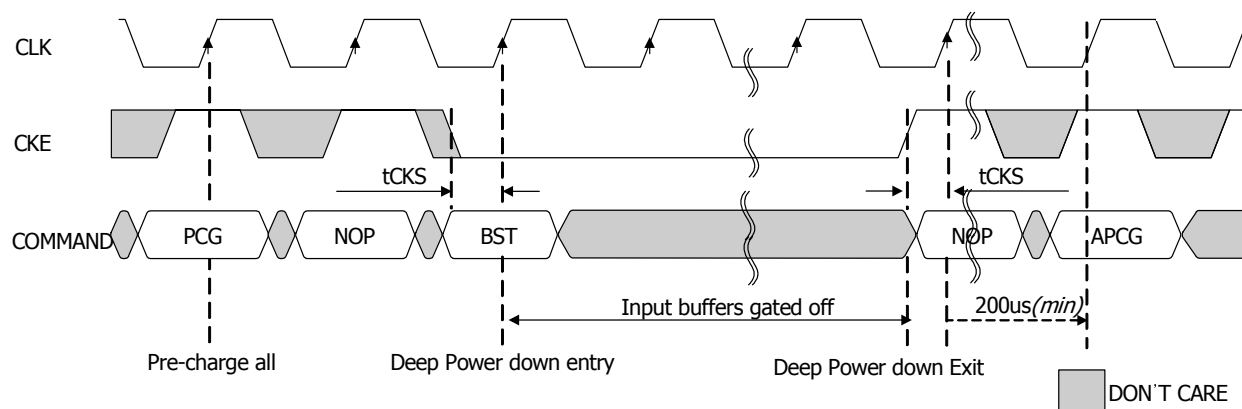 CLK
CKE
tCKS tCKS
COMMAND PCG NOP BST NOP APCG
Input buffers gated off 200us(min)
Pre-charge all Deep Power down entry Deep Power down Exit
DON'T CARE